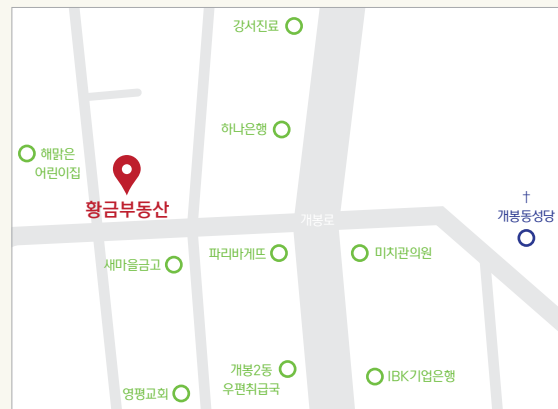 강서진료
하나은행
해맑은
어린이집
황금부동산
개봉동성당
개봉로
새마을금고
파리바게뜨
미치관의원
개봉2동
우편취급국
IBK기업은행
영평교회